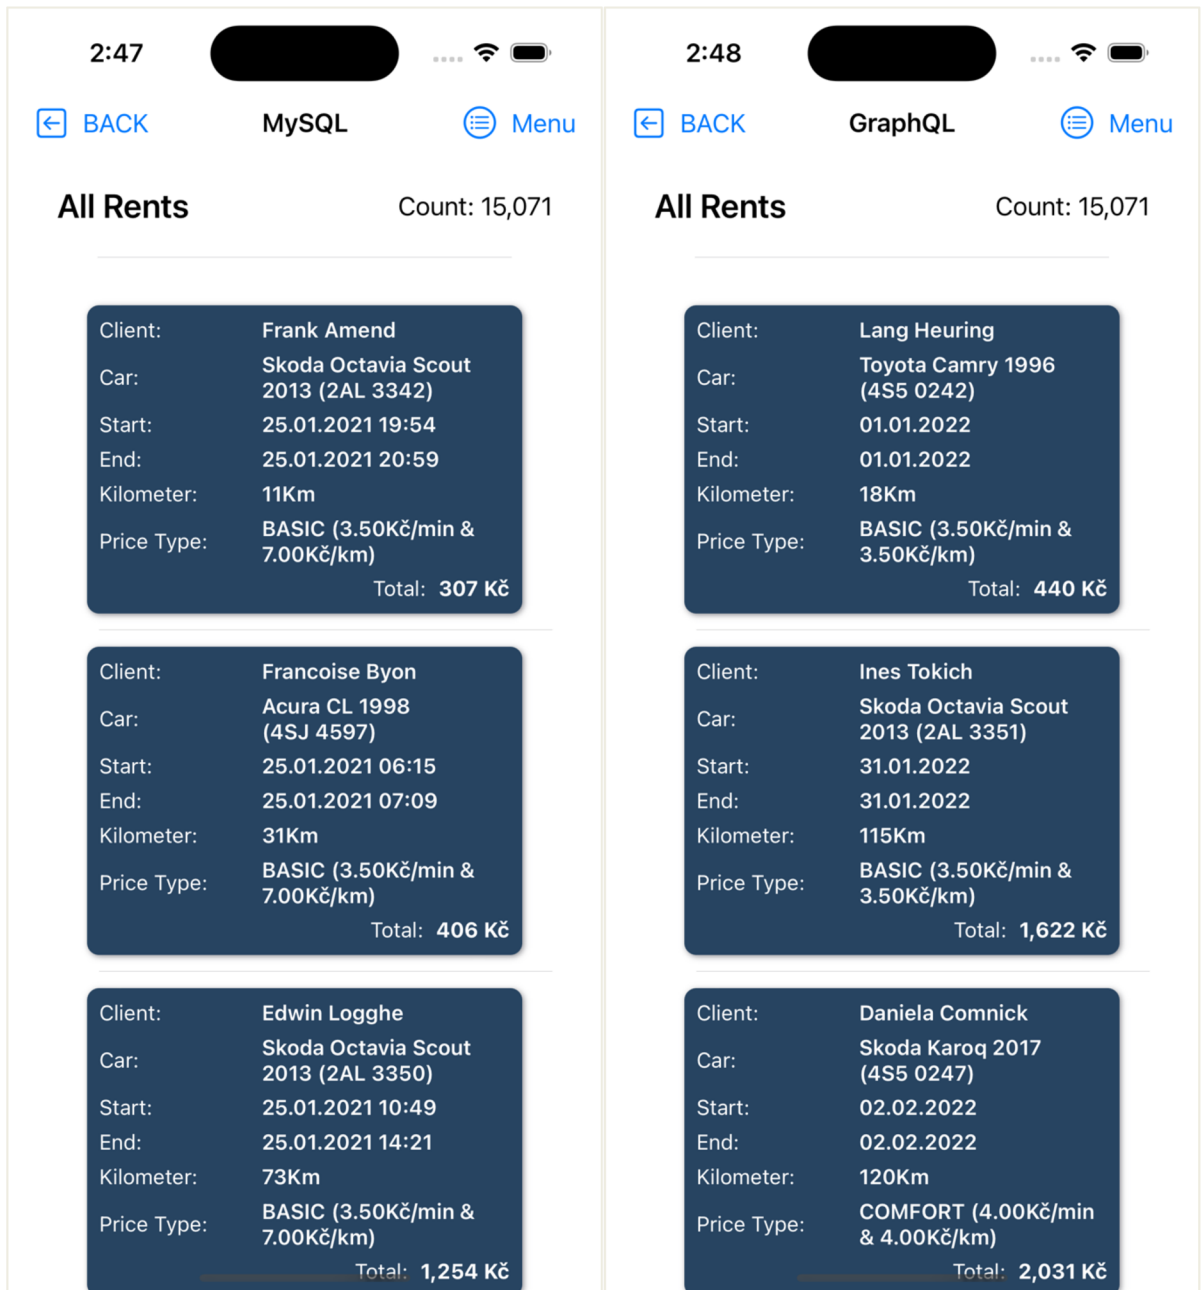 2:47
BACK
MySQL
Menu
All Rents
Count: 15,071
Client:
Frank Amend
Car:
Skoda Octavia Scout
2013 (2AL 3342)
Start:
25.01.2021 19:54
End:
25.01.2021 20:59
Kilometer:
11Km
Price Type:
BASIC (3.50Kč/min &
7.00Kč/km)
Total: 307 Kč
Client:
Francoise Byon
Car:
Acura CL 1998
(4SJ 4597)
Start:
25.01.2021 06:15
End:
25.01.2021 07:09
Kilometer:
31Km
Price Type:
BASIC (3.50Kč/min &
7.00Kč/km)
Total: 406 Kč
Client:
Edwin Logghe
Car:
Skoda Octavia Scout
2013 (2AL 3350)
Start:
25.01.2021 10:49
End:
25.01.2021 14:21
Kilometer:
73Km
Price Type:
BASIC (3.50Kč/min &
7.00Kč/km)
Total: 1,254 Kč
2:48
BACK
GraphQL
Menu
All Rents
Count: 15,071
Client:
Lang Heuring
Car:
Toyota Camry 1996
(4S5 0242)
Start:
01.01.2022
End:
01.01.2022
Kilometer:
18Km
Price Type:
BASIC (3.50Kč/min &
3.50Kč/km)
Total: 440 Kč
Client:
Ines Tokich
Car:
Skoda Octavia Scout
2013 (2AL 3351)
Start:
31.01.2022
End:
31.01.2022
Kilometer:
115Km
Price Type:
BASIC (3.50Kč/min &
3.50Kč/km)
Total: 1,622 Kč
Client:
Daniela Comnick
Car:
Skoda Karoq 2017
(4S5 0247)
Start:
02.02.2022
End:
02.02.2022
Kilometer:
120Km
Price Type:
COMFORT (4.00Kč/min
& 4.00Kč/km)
Total: 2,031 Kč